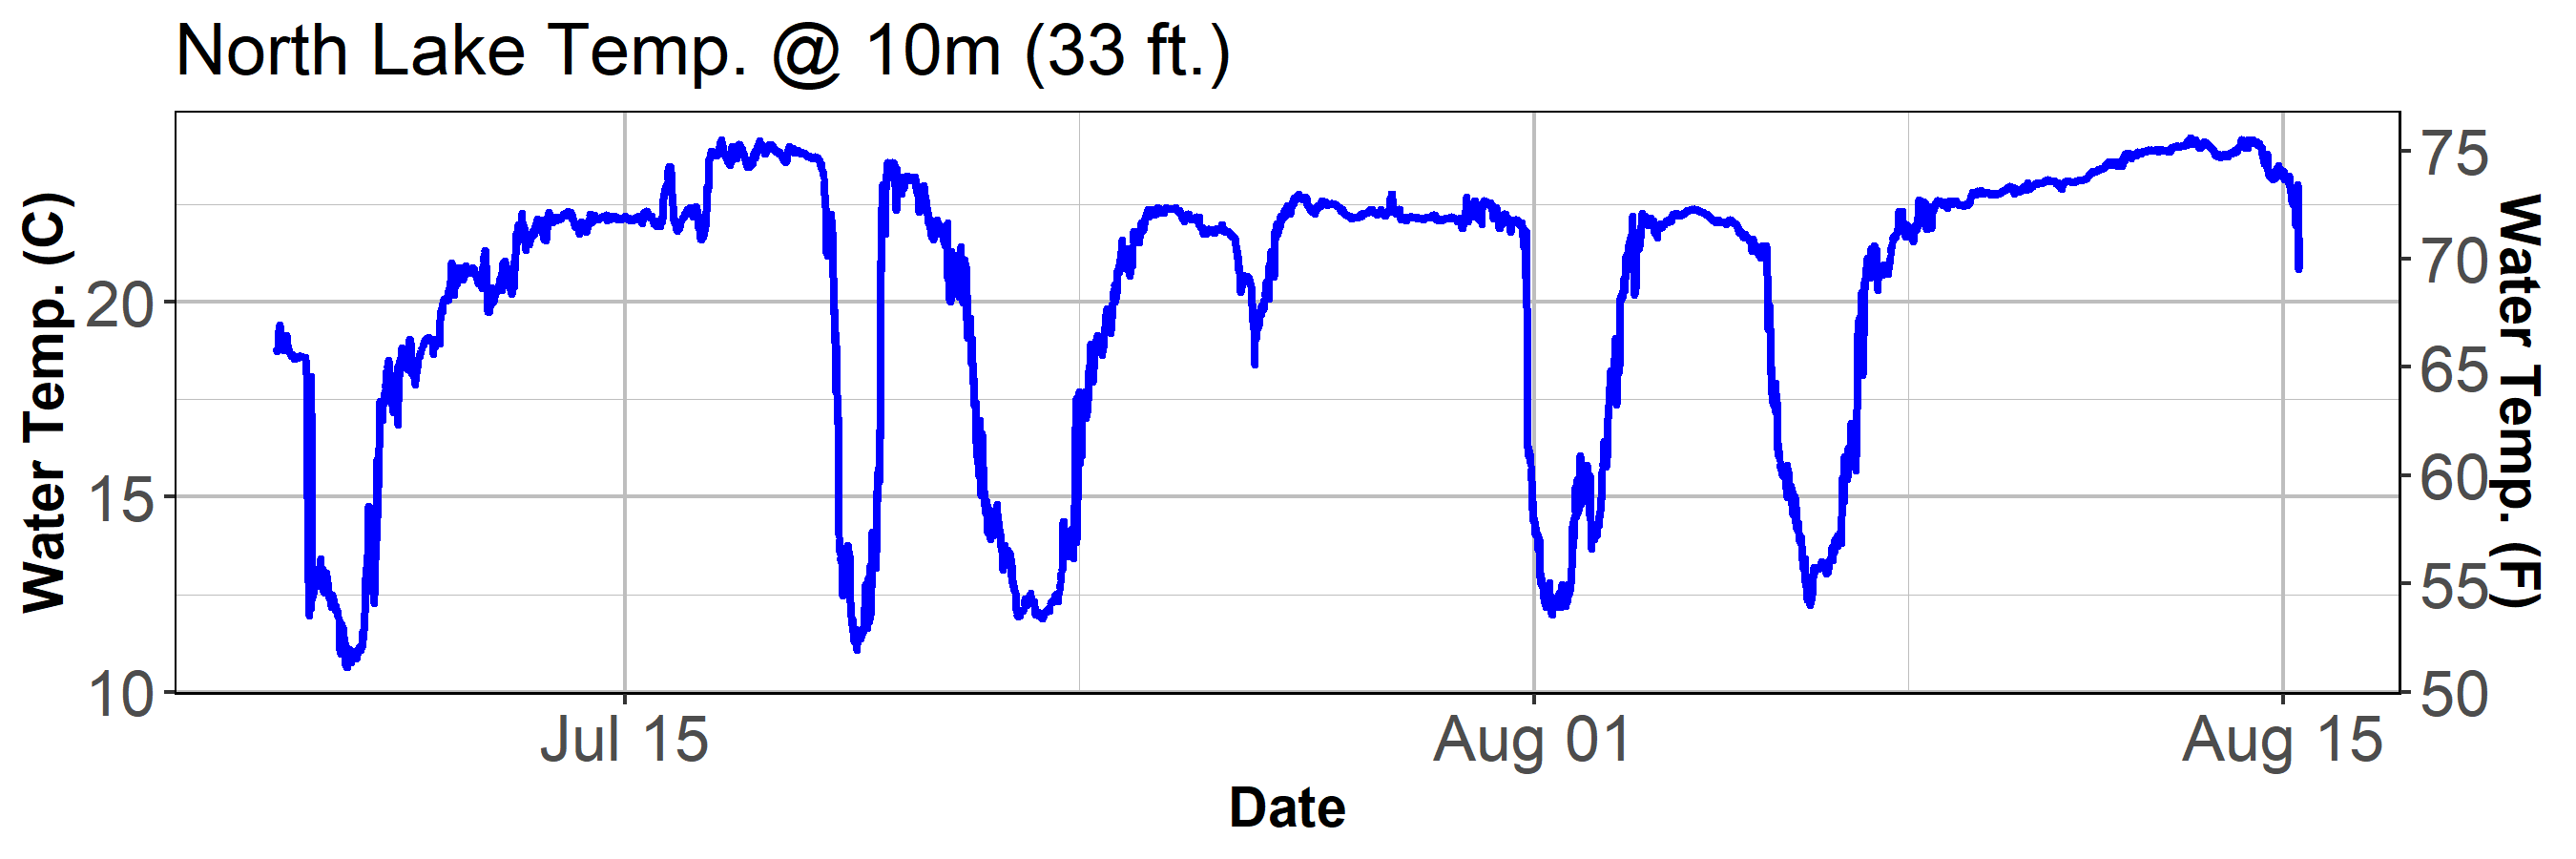 North Lake Temp. @ 10m (33 ft.)
Water Temp. (C)
20
15
10
75
70
65
60
55
50
Water Temp. (F)
Jul 15
Aug 01
Aug 15
Date